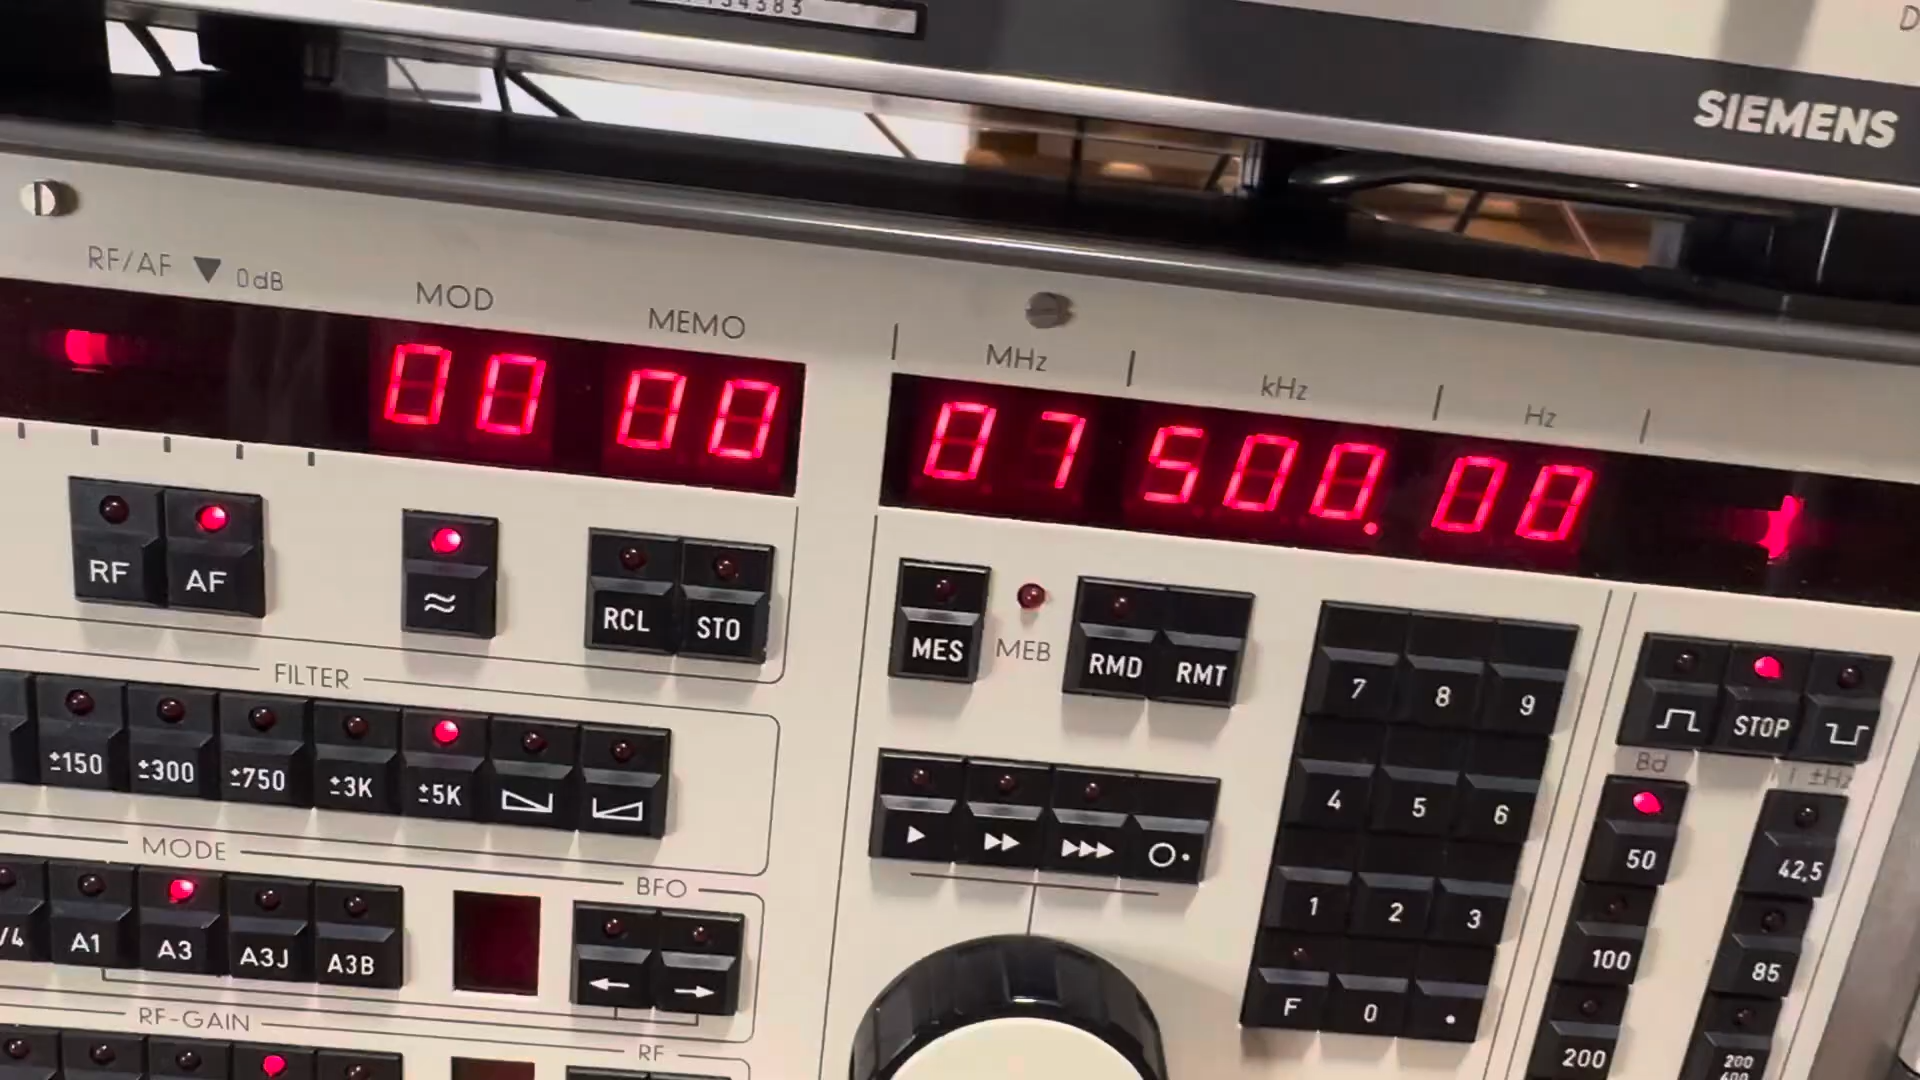 SIEMENS
RF/AF ▼ 0dB
MOD
MEMO
MHz
kHz
Hz
00 00
07 500.00
RF
AF
≈
RCL
STO
MES
MEB
RMD
RMT
7
8
9
STOP
FILTER
±150
±300
±750
±3K
±5K
4
5
6
Bd
±Hz
50
42,5
MODE
A1
A3
A3J
A3B
BFO
1
2
3
100
85
F
0
.
RF-GAIN
RF
200
200